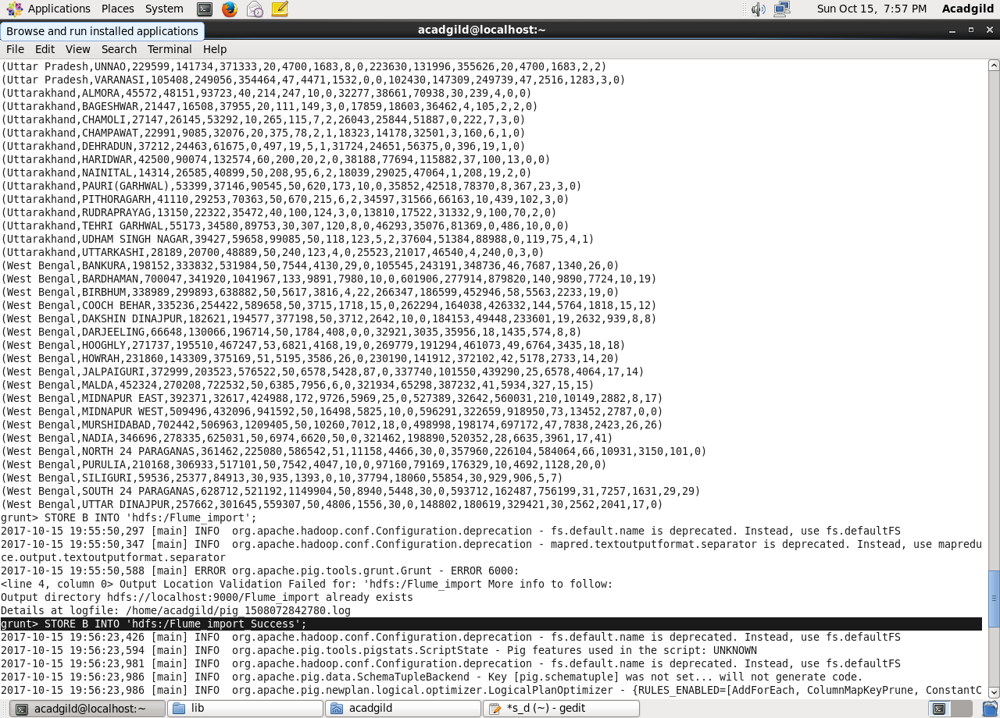 Applications Places System Sun Oct 15, 7:57 PM Acadgild
Browse and run installed applications
acadgild@localhost:~
File Edit View Search Terminal Help
(Uttar Pradesh,UNNAO,229599,141734,371333,20,4700,1683,8,0,223630,131996,355626,20,4700,1683,2,2)
(Uttar Pradesh,VARANASI,105408,249056,354464,47,4471,1532,0,0,102430,147309,249739,47,2516,1283,3,0)
(Uttarakhand,ALMORA,45572,48151,93723,40,214,247,10,0,32277,38661,70938,30,239,4,0,0)
(Uttarakhand,BAGESHWAR,21447,16508,37955,20,111,149,3,0,17859,18603,36462,4,105,2,2,0)
(Uttarakhand,CHAMOLI,27147,26145,53292,10,265,115,7,2,26043,25844,51887,0,222,7,3,0)
(Uttarakhand,CHAMPAWAT,22991,9085,32076,20,375,78,2,1,18323,14178,32501,3,160,6,1,0)
(Uttarakhand,DEHRADUN,37212,24463,61675,0,497,19,5,1,31724,24651,56375,0,396,19,1,0)
(Uttarakhand,HARIDWAR,42500,90074,132574,60,200,20,2,0,38188,77694,115882,37,100,13,0,0)
(Uttarakhand,NAINITAL,14314,26585,40899,50,208,95,6,2,18039,29025,47064,1,208,19,2,0)
(Uttarakhand,PAURI(GARHWAL),53399,37146,90545,50,620,173,10,0,35852,42518,78370,8,367,23,3,0)
(Uttarakhand,PITHORAGARH,41110,29253,70363,50,670,215,6,2,34597,31566,66163,10,439,102,3,0)
(Uttarakhand,RUDRAPRAYAG,13150,22322,35472,40,100,124,3,0,13810,17522,31332,9,100,70,2,0)
(Uttarakhand,TEHRI GARHWAL,55173,34580,89753,30,307,120,8,0,46293,35076,81369,0,486,10,0,0)
(Uttarakhand,UDHAM SINGH NAGAR,39427,59658,99085,50,118,123,5,2,37604,51384,88988,0,119,75,4,1)
(Uttarakhand,UTTARKASHI,28189,20700,48889,50,240,123,4,0,25523,21017,46540,4,240,0,3,0)
(West Bengal,BANKURA,198152,333832,531984,50,7544,4130,29,0,105545,243191,348736,46,7687,1340,26,0)
(West Bengal,BARDHAMAN,700047,341920,1041967,133,9891,7980,10,0,601906,277914,879820,140,9890,7724,10,19)
(West Bengal,BIRBHUM,338989,299893,638882,50,5617,3816,4,22,266347,186599,452946,58,5563,2233,19,0)
(West Bengal,COOCH BEHAR,335236,254422,589658,50,3715,1718,15,0,262294,164038,426332,144,5764,1818,15,12)
(West Bengal,DAKSHIN DINAJPUR,182621,194577,377198,50,3712,2642,10,0,184153,49448,233601,19,2632,939,8,8)
(West Bengal,DARJEELING,66648,130066,196714,50,1784,408,0,0,32921,3035,35956,18,1435,574,8,8)
(West Bengal,HOOGHLY,271737,195510,467247,53,6821,4168,19,0,269779,191294,461073,49,6764,3435,18,18)
(West Bengal,HOWRAH,231860,143309,375169,51,5195,3586,26,0,230190,141912,372102,42,5178,2733,14,20)
(West Bengal,JALPAIGURI,372999,203523,576522,50,6578,5428,87,0,337740,101550,439290,25,6578,4064,17,14)
(West Bengal,MALDA,452324,270208,722532,50,6385,7956,6,0,321934,65298,387232,41,5934,327,15,15)
(West Bengal,MIDNAPUR EAST,392371,32617,424988,172,9726,5969,25,0,527389,32642,560031,210,10149,2882,8,17)
(West Bengal,MIDNAPUR WEST,509496,432096,941592,50,16498,5825,10,0,596291,322659,918950,73,13452,2787,0,0)
(West Bengal,MURSHIDABAD,702442,506963,1209405,50,10260,7012,18,0,498998,198174,697172,47,7838,2423,26,26)
(West Bengal,NADIA,346696,278335,625031,50,6974,6620,50,0,321462,198890,520352,28,6635,3961,17,41)
(West Bengal,NORTH 24 PARAGANAS,361462,225080,586542,51,11158,4466,30,0,357960,226104,584064,66,10931,3150,101,0)
(West Bengal,PURULIA,210168,306933,517101,50,7542,4047,10,0,97160,79169,176329,10,4692,1128,20,0)
(West Bengal,SILIGURI,59536,25377,84913,30,935,1393,0,10,37794,18060,55854,30,929,906,5,7)
(West Bengal,SOUTH 24 PARAGANAS,628712,521192,1149904,50,8940,5448,30,0,593712,162487,756199,31,7257,1631,29,29)
(West Bengal,UTTAR DINAJPUR,257662,301645,559307,50,4806,1556,30,0,148802,180619,329421,30,2562,2041,17,0)
grunt> STORE B INTO 'hdfs:/Flume_import';
2017-10-15 19:55:50,297 [main] INFO  org.apache.hadoop.conf.Configuration.deprecation - fs.default.name is deprecated. Instead, use fs.defaultFS
2017-10-15 19:55:50,347 [main] INFO  org.apache.hadoop.conf.Configuration.deprecation - mapred.textoutputformat.separator is deprecated. Instead, use mapredu
ce.output.textoutputformat.separator
2017-10-15 19:55:50,588 [main] ERROR org.apache.pig.tools.grunt.Grunt - ERROR 6000:
<line 4, column 0> Output Location Validation Failed for: 'hdfs:/Flume_import More info to follow:
Output directory hdfs://localhost:9000/Flume_import already exists
Details at logfile: /home/acadgild/pig_1508072842780.log
grunt> STORE B INTO 'hdfs:/Flume_import_Success';
2017-10-15 19:56:23,426 [main] INFO  org.apache.hadoop.conf.Configuration.deprecation - fs.default.name is deprecated. Instead, use fs.defaultFS
2017-10-15 19:56:23,594 [main] INFO  org.apache.pig.tools.pigstats.ScriptState - Pig features used in the script: UNKNOWN
2017-10-15 19:56:23,981 [main] INFO  org.apache.hadoop.conf.Configuration.deprecation - fs.default.name is deprecated. Instead, use fs.defaultFS
2017-10-15 19:56:23,986 [main] INFO  org.apache.pig.data.SchemaTupleBackend - Key [pig.schematuple] was not set... will not generate code.
2017-10-15 19:56:23,986 [main] INFO  org.apache.pig.newplan.logical.optimizer.LogicalPlanOptimizer - {RULES_ENABLED=[AddForEach, ColumnMapKeyPrune, ConstantC
acadgild@localhost:~ lib acadgild *s_d (~) - gedit